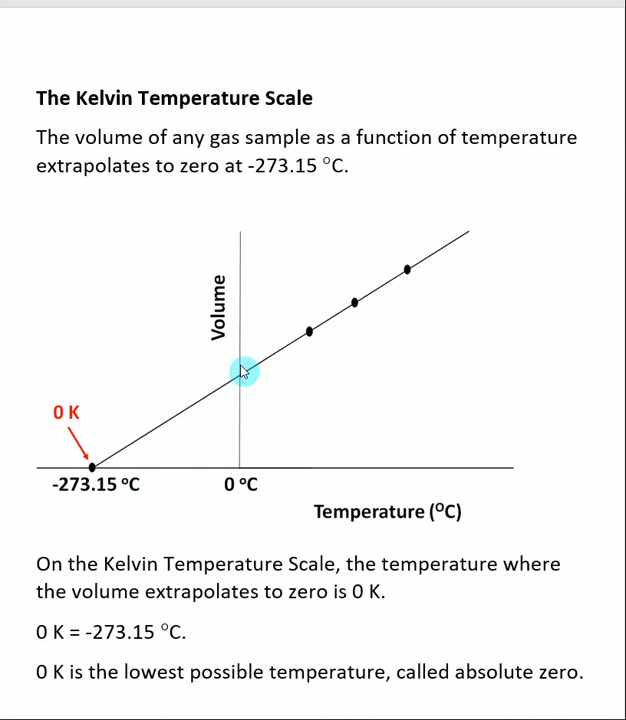 The Kelvin Temperature Scale
The volume of any gas sample as a function of temperature
extrapolates to zero at -273.15 °C.
Volume
0 K
-273.15 °C
0 °C
Temperature (°C)
On the Kelvin Temperature Scale, the temperature where
the volume extrapolates to zero is 0 K.
0 K = -273.15 °C.
0 K is the lowest possible temperature, called absolute zero.